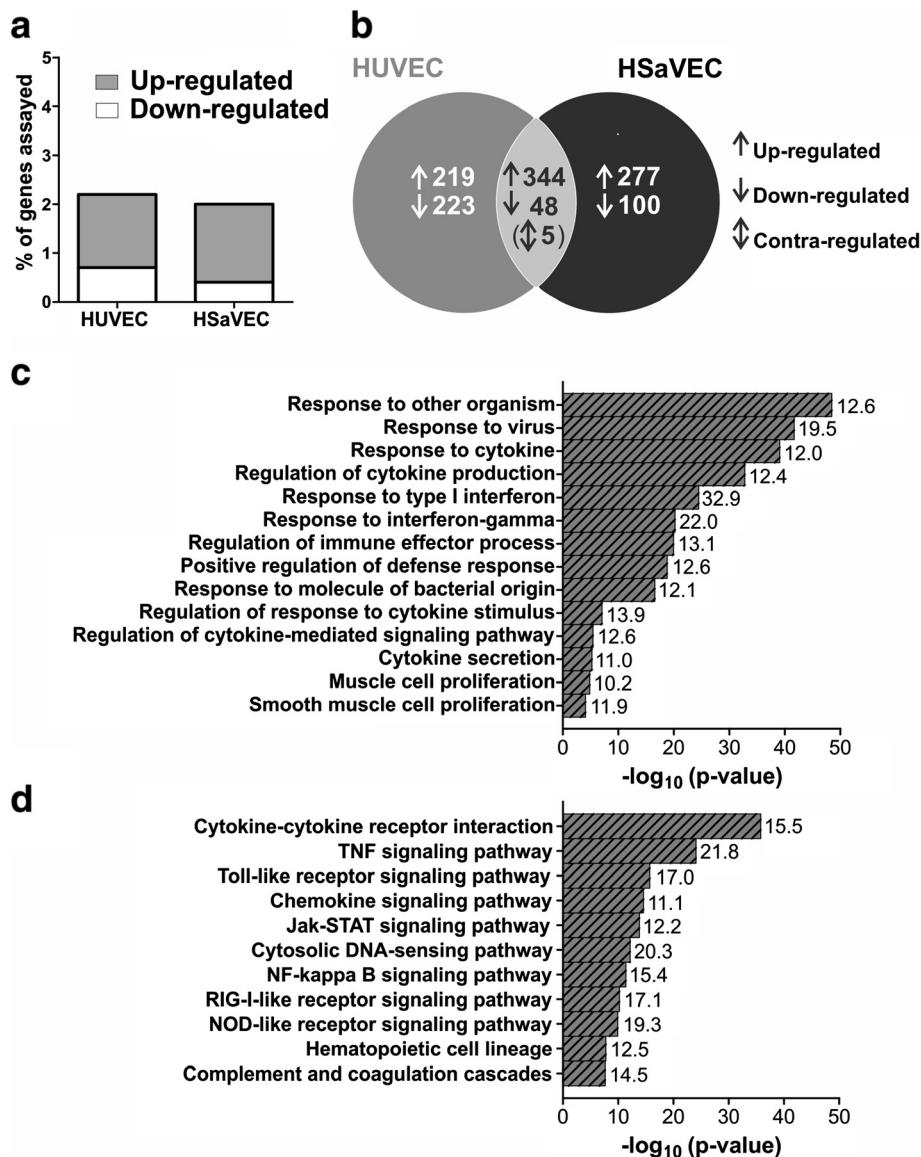 a
5
4
3
2
1
0
% of genes assayed
Up-regulated
Down-regulated
HUVEC
HSaVEC
b
HUVEC
HSaVEC
↑219
↓223
↑344
↓48
(↕5)
↑277
↓100
↑Up-regulated
↓Down-regulated
↕Contra-regulated
c
Response to other organism 12.6
Response to virus 19.5
Response to cytokine 12.0
Regulation of cytokine production 12.4
Response to type I interferon 32.9
Response to interferon-gamma 22.0
Regulation of immune effector process 13.1
Positive regulation of defense response 12.6
Response to molecule of bacterial origin 12.1
Regulation of response to cytokine stimulus 13.9
Regulation of cytokine-mediated signaling pathway 12.6
Cytokine secretion 11.0
Muscle cell proliferation 10.2
Smooth muscle cell proliferation 11.9
0 10 20 30 40 50
-log10 (p-value)
d
Cytokine-cytokine receptor interaction 15.5
TNF signaling pathway 21.8
Toll-like receptor signaling pathway 17.0
Chemokine signaling pathway 11.1
Jak-STAT signaling pathway 12.2
Cytosolic DNA-sensing pathway 20.3
NF-kappa B signaling pathway 15.4
RIG-I-like receptor signaling pathway 17.1
NOD-like receptor signaling pathway 19.3
Hematopoietic cell lineage 12.5
Complement and coagulation cascades 14.5
0 10 20 30 40 50
-log10 (p-value)